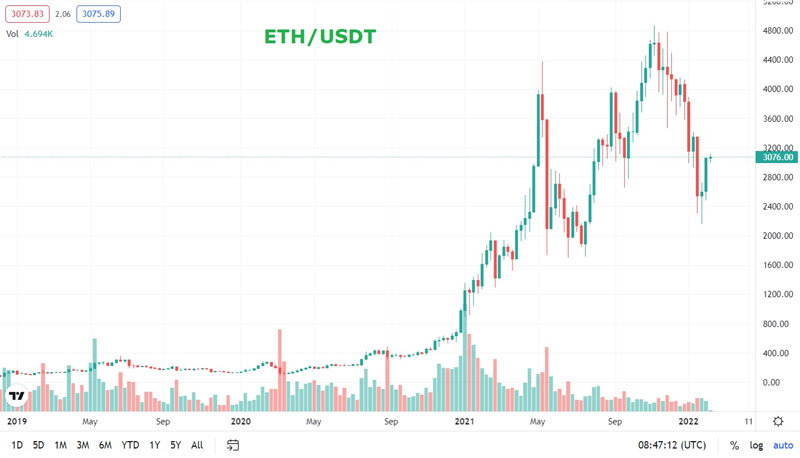 3073.83 2.06 3075.89
Vol 4.694K
ETH/USDT
4800.00
4400.00
4000.00
3600.00
3200.00
3076.00
2800.00
2400.00
2000.00
1600.00
1200.00
800.00
400.00
0.00
2019 May Sep 2020 May Sep 2021 May Sep 2022 11
1D 5D 1M 3M 6M YTD 1Y 5Y All 08:47:12 (UTC) % log auto